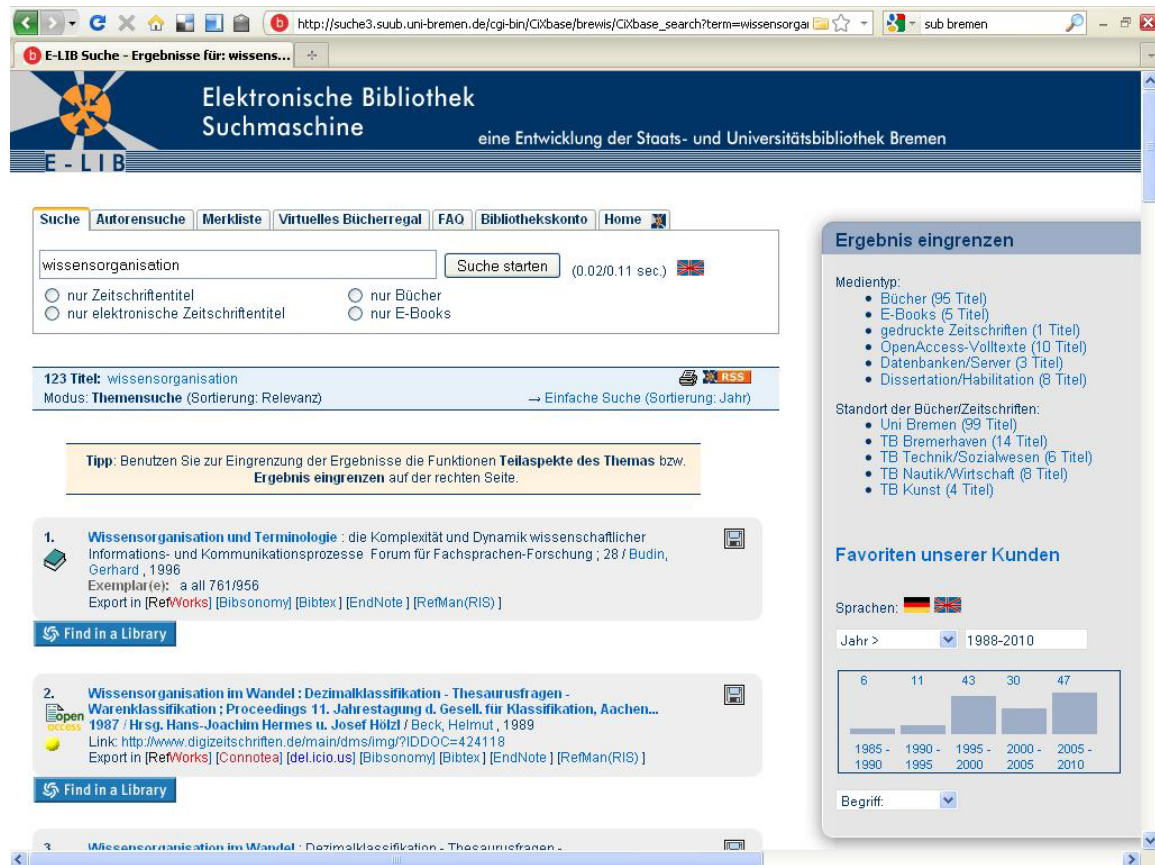 http://suche3.suub.uni-bremen.de/cgi-bin/CiXbase/brewis/CiXbase_search?term=wissensorgai
sub bremen
E-LIB Suche - Ergebnisse für: wissens...
Elektronische Bibliothek
Suchmaschine
eine Entwicklung der Staats- und Universitätsbibliothek Bremen
E - L I B
Suche Autorensuche Merkliste Virtuelles Bücherregal FAQ Bibliothekskonto Home
wissensorganisation Suche starten (0.02/0.11 sec.)
nur Zeitschriftentitel nur Bücher
nur elektronische Zeitschriftentitel nur E-Books
123 Titel: wissensorganisation RSS
Modus: Themensuche (Sortierung: Relevanz) → Einfache Suche (Sortierung: Jahr)
Tipp: Benutzen Sie zur Eingrenzung der Ergebnisse die Funktionen Teilaspekte des Themas bzw.
Ergebnis eingrenzen auf der rechten Seite.
1. Wissensorganisation und Terminologie : die Komplexität und Dynamik wissenschaftlicher
Informations- und Kommunikationsprozesse Forum für Fachsprachen-Forschung ; 28 / Budin,
Gerhard , 1996
Exemplar(e): a all 761/956
Export in [RefWorks] [Bibsonomy] [Bibtex ] [EndNote ] [RefMan(RIS) ]
Find in a Library
2. Wissensorganisation im Wandel : Dezimalklassifikation - Thesaurusfragen -
Warenklassifikation ; Proceedings 11. Jahrestagung d. Gesell. für Klassifikation, Aachen...
open access
1987 / Hrsg. Hans-Joachim Hermes u. Josef Hölzl / Beck, Helmut , 1989
Link: http://www.digizeitschriften.de/main/dms/img/?IDDOC=424118
Export in [RefWorks] [Connotea] [del.icio.us] [Bibsonomy] [Bibtex ] [EndNote ] [RefMan(RIS) ]
Find in a Library
3. Wissensorganisation im Wandel : Dezimalklassifikation - Thesaurusfragen -
Ergebnis eingrenzen
Medientyp:
Bücher (95 Titel)
E-Books (5 Titel)
gedruckte Zeitschriften (1 Titel)
OpenAccess-Volltexte (10 Titel)
Datenbanken/Server (3 Titel)
Dissertation/Habilitation (8 Titel)
Standort der Bücher/Zeitschriften:
Uni Bremen (99 Titel)
TB Bremerhaven (14 Titel)
TB Technik/Sozialwesen (6 Titel)
TB Nautik/Wirtschaft (8 Titel)
TB Kunst (4 Titel)
Favoriten unserer Kunden
Sprachen:
Jahr > 1988-2010
6 11 43 30 47
1985 - 1990 - 1995 - 2000 - 2005 -
1990 1995 2000 2005 2010
Begriff: